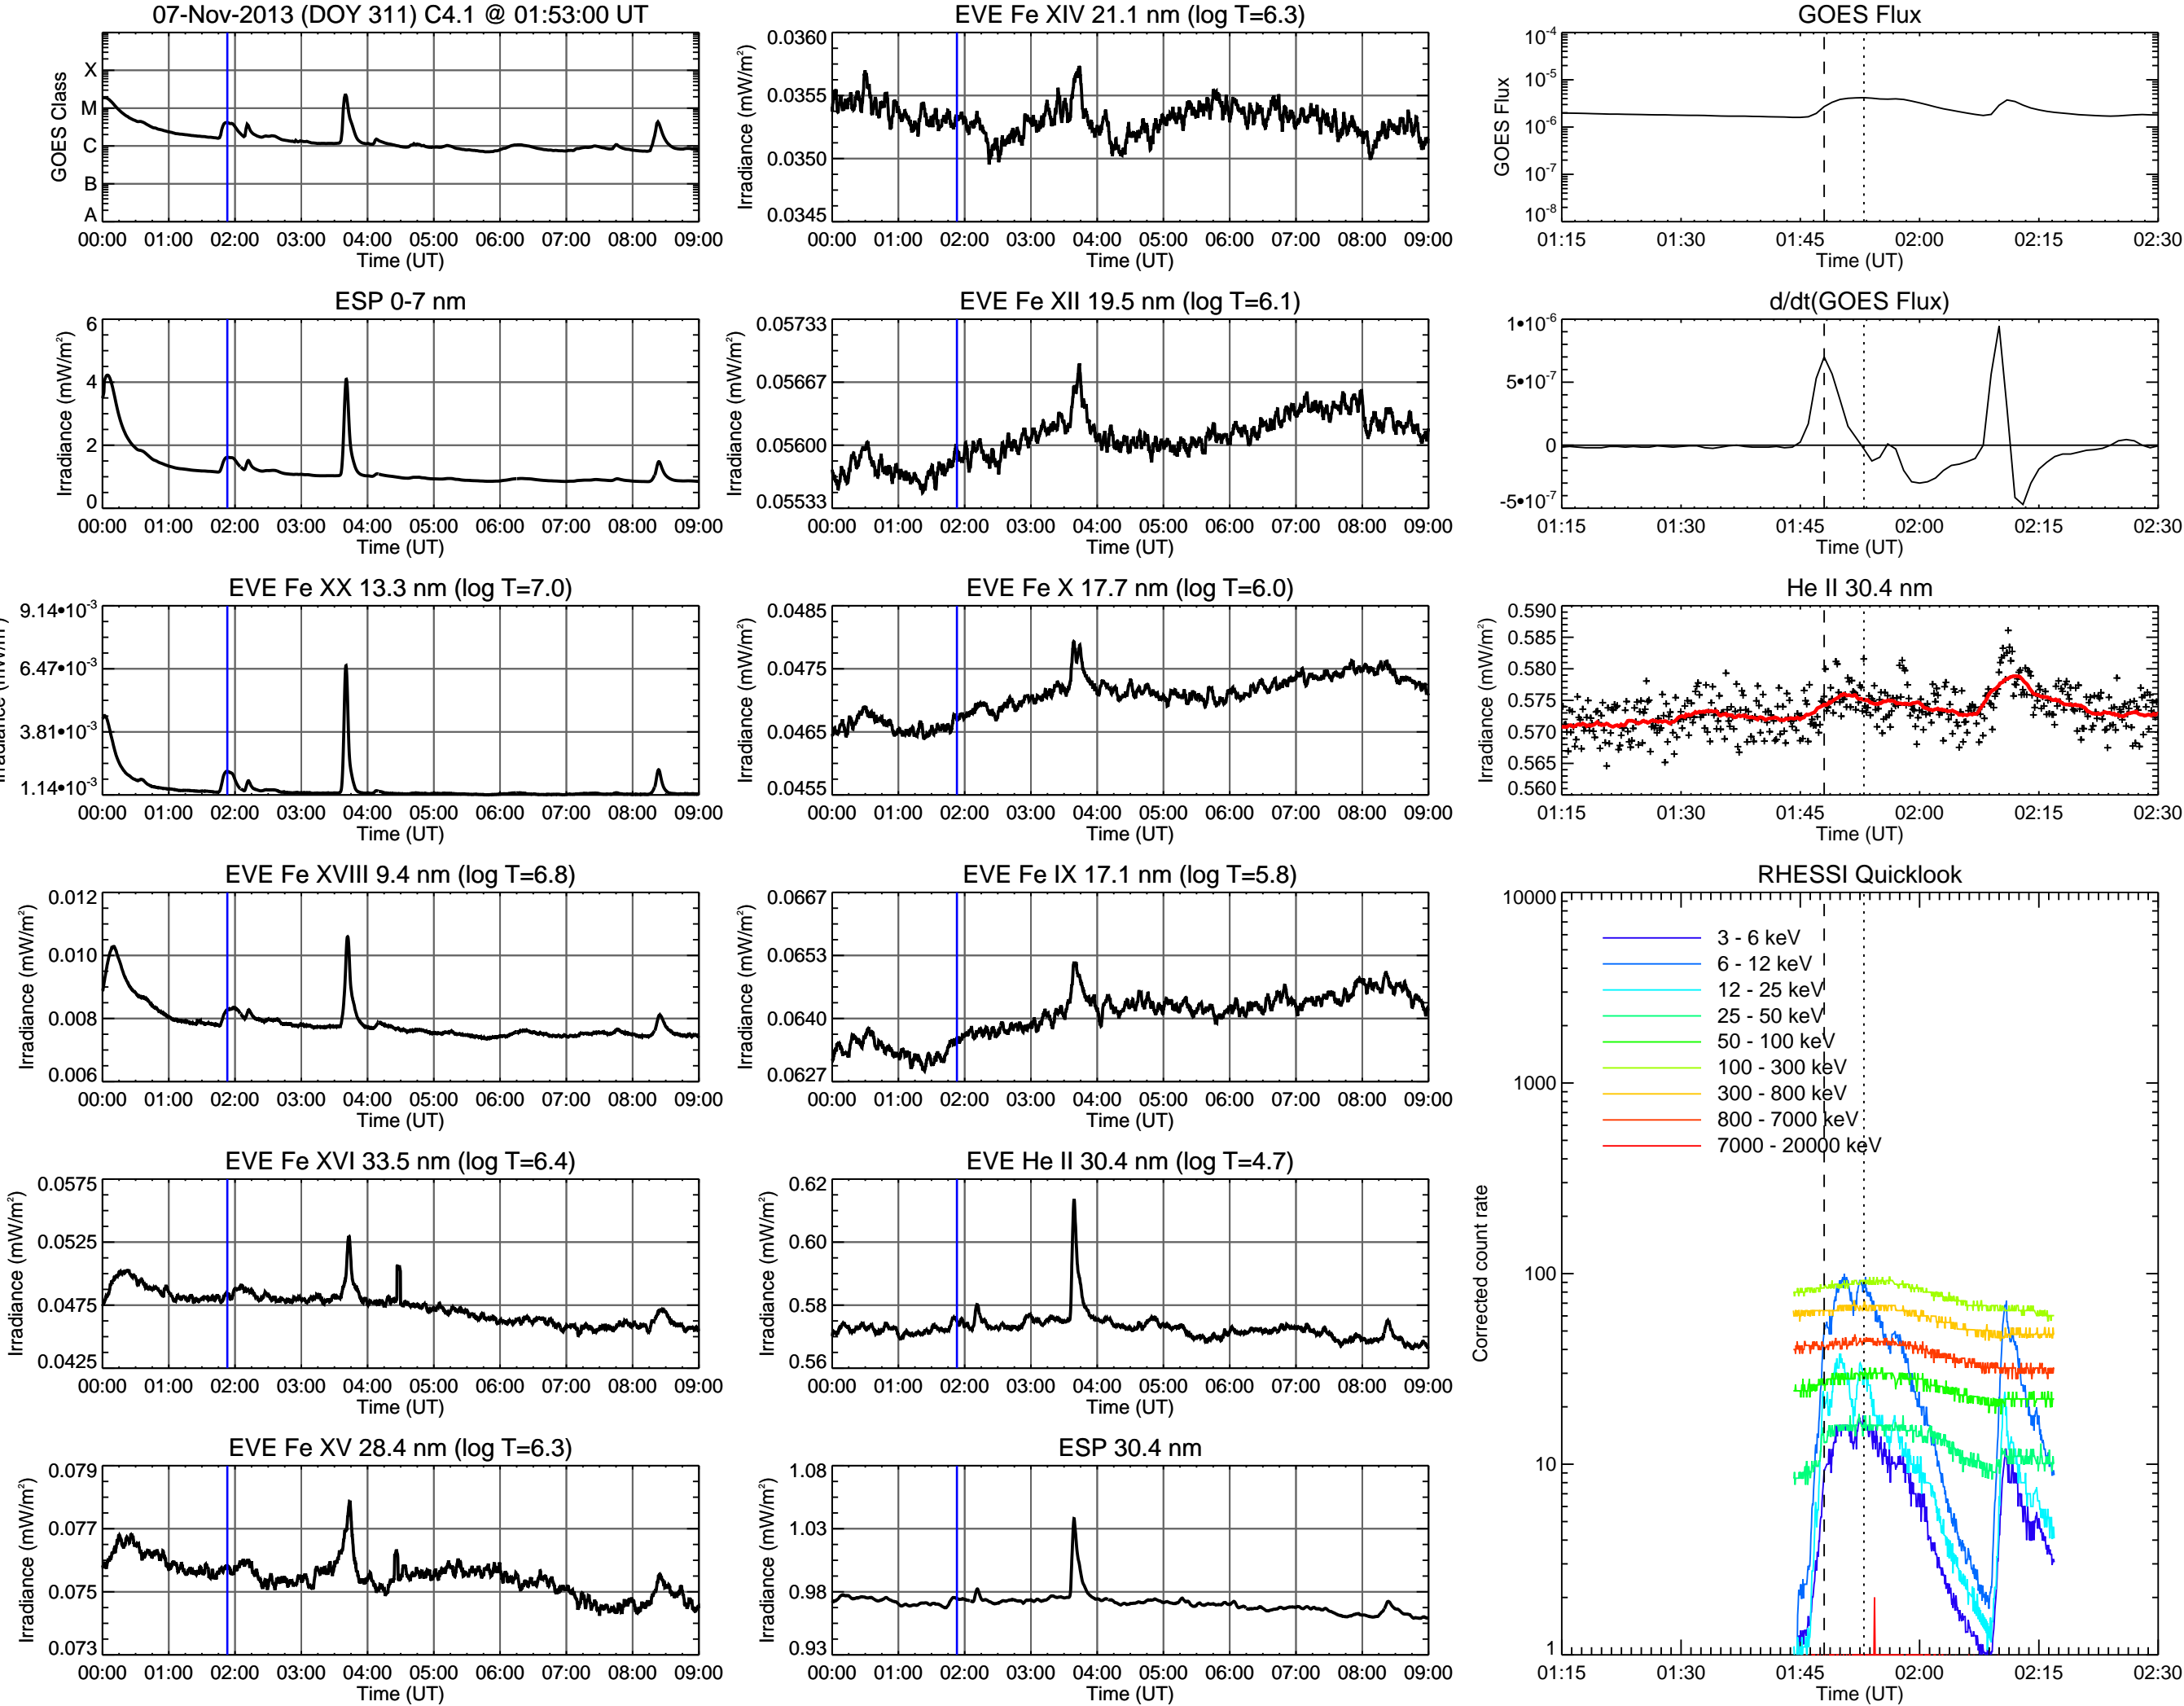 07-Nov-2013 (DOY 311) C4.1 @ 01:53:00 UT
GOES Class
X
M
C
B
A
00:00 01:00 02:00 03:00 04:00 05:00 06:00 07:00 08:00 09:00
Time (UT)
ESP 0-7 nm
Irradiance (mW/m²)
6
4
2
0
00:00 01:00 02:00 03:00 04:00 05:00 06:00 07:00 08:00 09:00
Time (UT)
EVE Fe XX 13.3 nm (log T=7.0)
Irradiance (mW/m²)
9.14•10⁻³
6.47•10⁻³
3.81•10⁻³
1.14•10⁻³
00:00 01:00 02:00 03:00 04:00 05:00 06:00 07:00 08:00 09:00
Time (UT)
EVE Fe XVIII 9.4 nm (log T=6.8)
Irradiance (mW/m²)
0.012
0.010
0.008
0.006
00:00 01:00 02:00 03:00 04:00 05:00 06:00 07:00 08:00 09:00
Time (UT)
EVE Fe XVI 33.5 nm (log T=6.4)
Irradiance (mW/m²)
0.0575
0.0525
0.0475
0.0425
00:00 01:00 02:00 03:00 04:00 05:00 06:00 07:00 08:00 09:00
Time (UT)
EVE Fe XV 28.4 nm (log T=6.3)
Irradiance (mW/m²)
0.079
0.077
0.075
0.073
00:00 01:00 02:00 03:00 04:00 05:00 06:00 07:00 08:00 09:00
Time (UT)
EVE Fe XIV 21.1 nm (log T=6.3)
Irradiance (mW/m²)
0.0360
0.0355
0.0350
0.0345
00:00 01:00 02:00 03:00 04:00 05:00 06:00 07:00 08:00 09:00
Time (UT)
EVE Fe XII 19.5 nm (log T=6.1)
Irradiance (mW/m²)
0.05733
0.05667
0.05600
0.05533
00:00 01:00 02:00 03:00 04:00 05:00 06:00 07:00 08:00 09:00
Time (UT)
EVE Fe X 17.7 nm (log T=6.0)
Irradiance (mW/m²)
0.0485
0.0475
0.0465
0.0455
00:00 01:00 02:00 03:00 04:00 05:00 06:00 07:00 08:00 09:00
Time (UT)
EVE Fe IX 17.1 nm (log T=5.8)
Irradiance (mW/m²)
0.0667
0.0653
0.0640
0.0627
00:00 01:00 02:00 03:00 04:00 05:00 06:00 07:00 08:00 09:00
Time (UT)
EVE He II 30.4 nm (log T=4.7)
Irradiance (mW/m²)
0.62
0.60
0.58
0.56
00:00 01:00 02:00 03:00 04:00 05:00 06:00 07:00 08:00 09:00
Time (UT)
ESP 30.4 nm
Irradiance (mW/m²)
1.08
1.03
0.98
0.93
00:00 01:00 02:00 03:00 04:00 05:00 06:00 07:00 08:00 09:00
Time (UT)
GOES Flux
GOES Flux
10⁻⁴
10⁻⁵
10⁻⁶
10⁻⁷
10⁻⁸
01:15 01:30 01:45 02:00 02:15 02:30
Time (UT)
d/dt(GOES Flux)
1•10⁻⁶
5•10⁻⁷
0
-5•10⁻⁷
01:15 01:30 01:45 02:00 02:15 02:30
Time (UT)
He II 30.4 nm
Irradiance (mW/m²)
0.590
0.585
0.580
0.575
0.570
0.565
0.560
01:15 01:30 01:45 02:00 02:15 02:30
Time (UT)
RHESSI Quicklook
Corrected count rate
10000
1000
100
10
1
3 - 6 keV
6 - 12 keV
12 - 25 keV
25 - 50 keV
50 - 100 keV
100 - 300 keV
300 - 800 keV
800 - 7000 keV
7000 - 20000 keV
01:15 01:30 01:45 02:00 02:15 02:30
Time (UT)